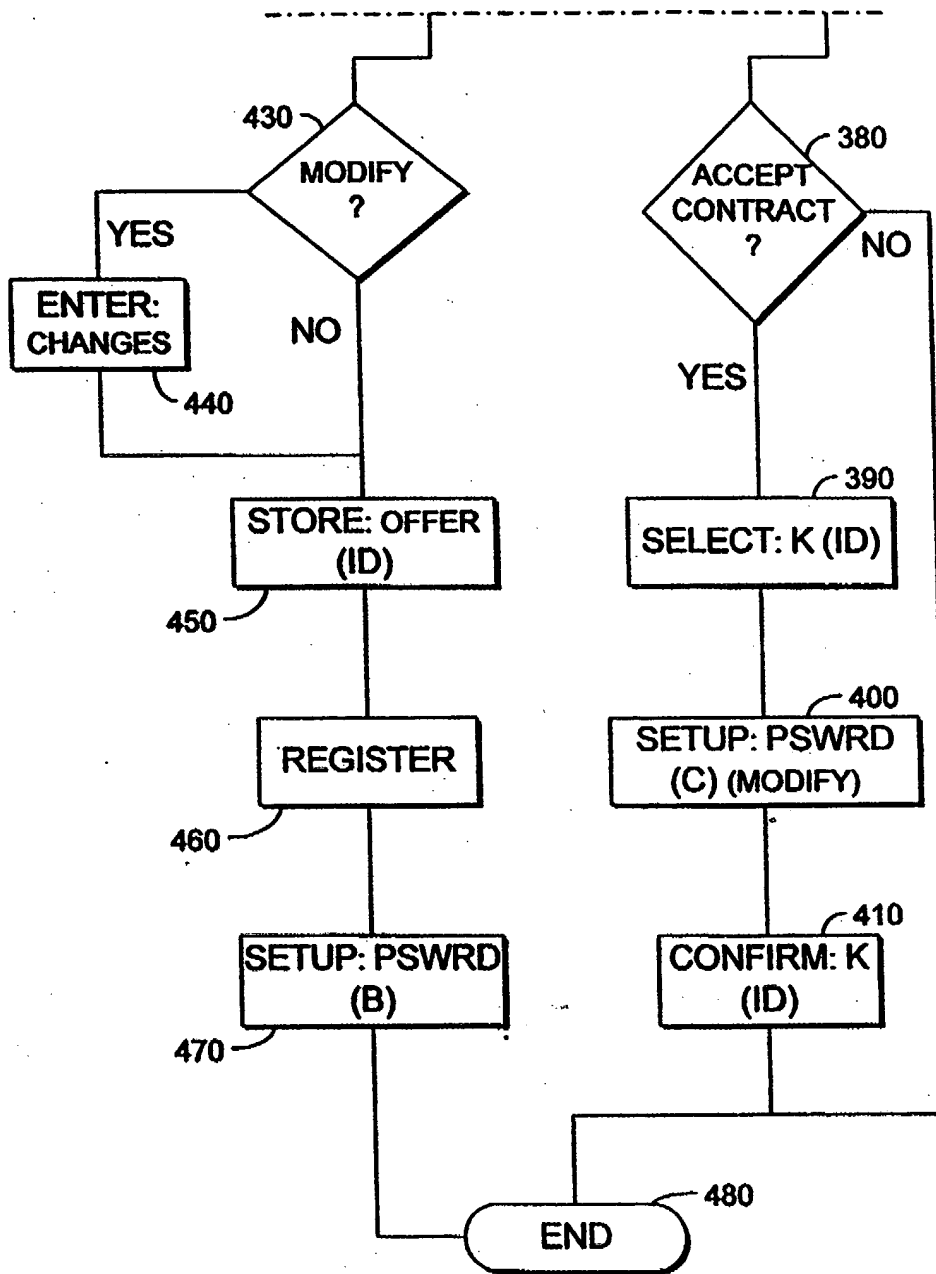 430
MODIFY
?
YES
NO
ENTER:
CHANGES
440
STORE: OFFER
(ID)
450
REGISTER
460
SETUP: PSWRD
(B)
470
380
ACCEPT
CONTRACT
?
NO
YES
390
SELECT: K (ID)
400
SETUP: PSWRD
(C) (MODIFY)
410
CONFIRM: K
(ID)
480
END